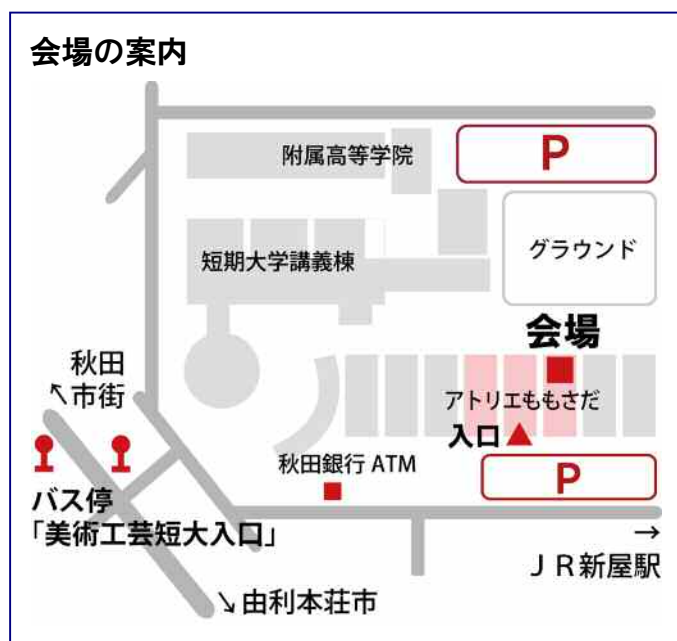 会場の案内
附属高等学院
P
グラウンド
短期大学講義棟
会場
秋田
↖市街
アトリエももさだ
入口
秋田銀行 ATM
P
バス停
「美術工芸短大入口」
→
ＪＲ新屋駅
↘由利本荘市